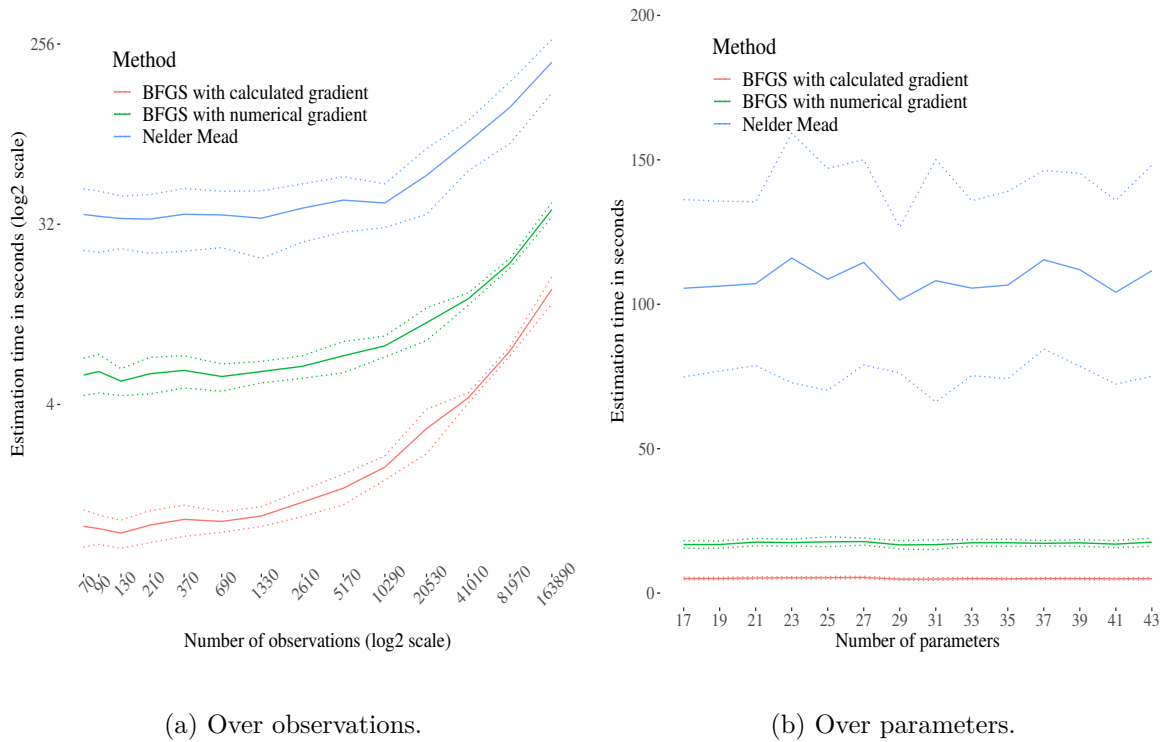 256
32
4
Estimation time in seconds (log2 scale)
Method
BFGS with calculated gradient
BFGS with numerical gradient
Nelder Mead
70
90
130
210
370
690
1330
2610
5170
10290
20530
41010
81970
163890
Number of observations (log2 scale)
(a) Over observations.
200
150
100
50
0
Estimation time in seconds
Method
BFGS with calculated gradient
BFGS with numerical gradient
Nelder Mead
17 19 21 23 25 27 29 31 33 35 37 39 41 43
Number of parameters
(b) Over parameters.